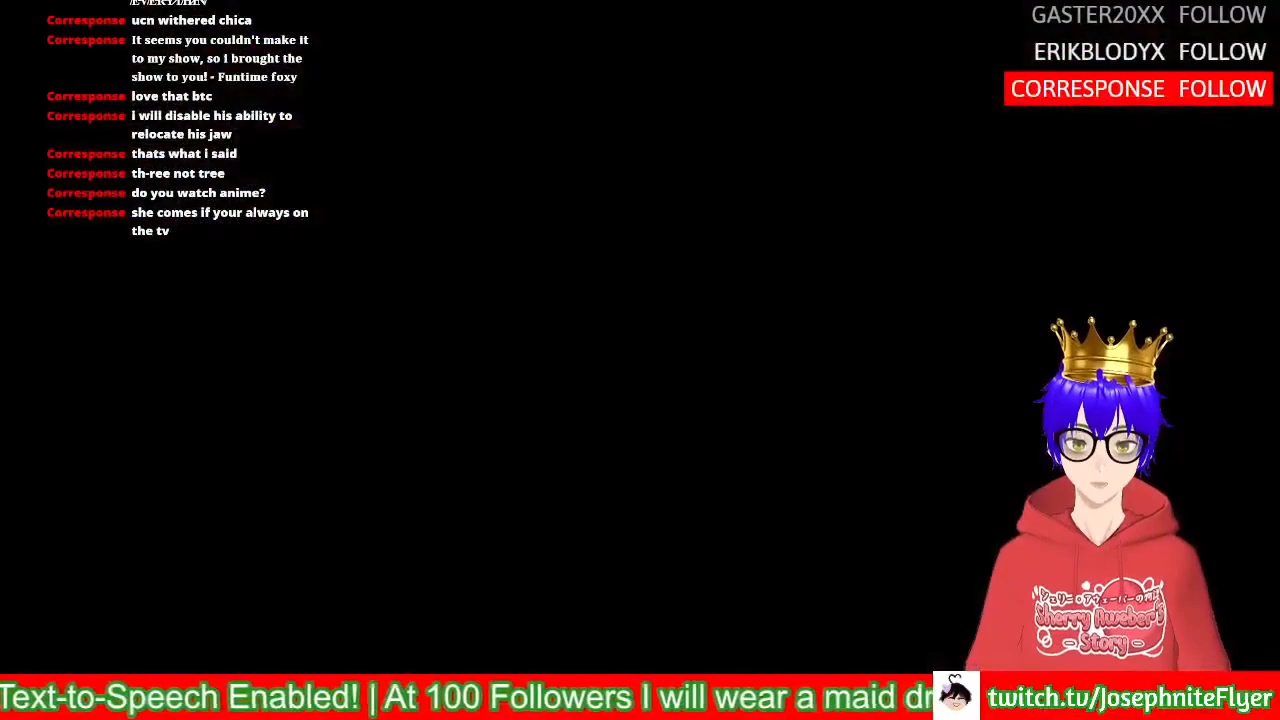 Corresponse ucn withered chica
Corresponse It seems you couldn't make it
to my show, so I brought the
show to you! - Funtime foxy
Corresponse love that btc
Corresponse i will disable his ability to
relocate his jaw
Corresponse thats what i said
Corresponse th-ree not tree
Corresponse do you watch anime?
Corresponse she comes if your always on
the tv
GASTER20XX FOLLOW
ERIKBLODYX FOLLOW
CORRESPONSE FOLLOW
Sherry Aweber's
- Story -
Text-to-Speech Enabled! | At 100 Followers I will wear a maid dr
twitch.tv/JosephniteFlyer